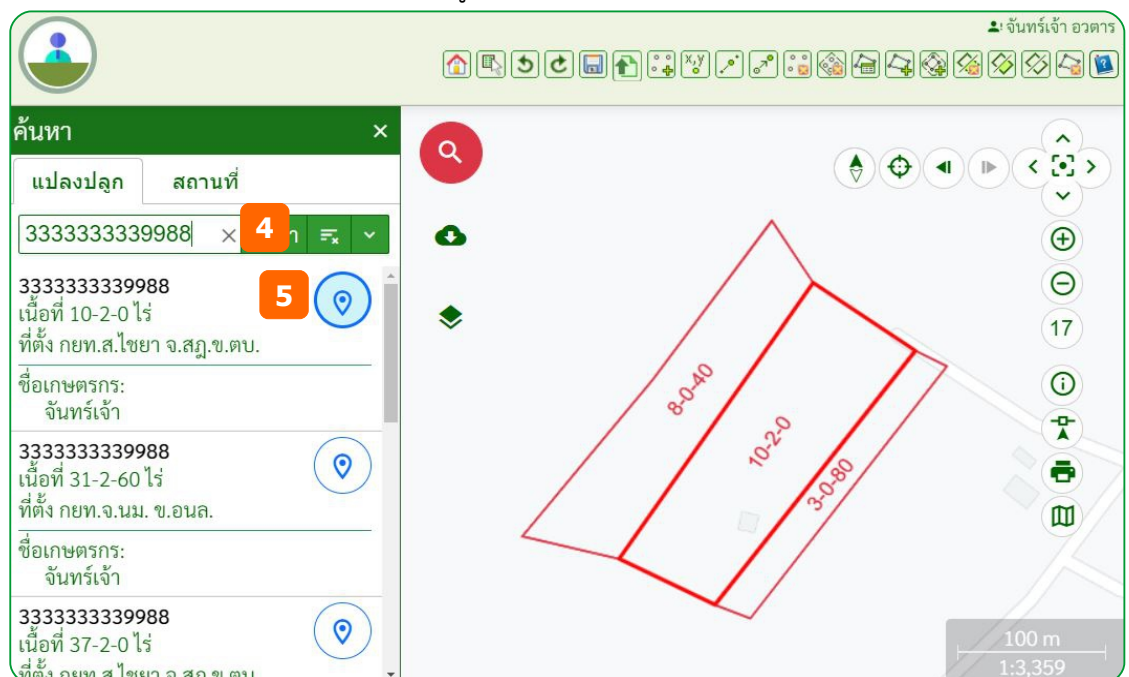 จันทร์เจ้า อวตาร
x,y
ค้นหา
แปลงปลูก สถานที่
3333333339988
4
5
3333333339988
เนื้อที่ 10-2-0 ไร่
ที่ตั้ง กยท.ส.ไชยา จ.สฎ.ข.ตบ.
ชื่อเกษตรกร:
จันทร์เจ้า
3333333339988
เนื้อที่ 31-2-60 ไร่
ที่ตั้ง กยท.จ.นม. ข.อนล.
ชื่อเกษตรกร:
จันทร์เจ้า
3333333339988
เนื้อที่ 37-2-0 ไร่
8-0-40
10-2-0
3-0-80
17
100 m
1:3,359